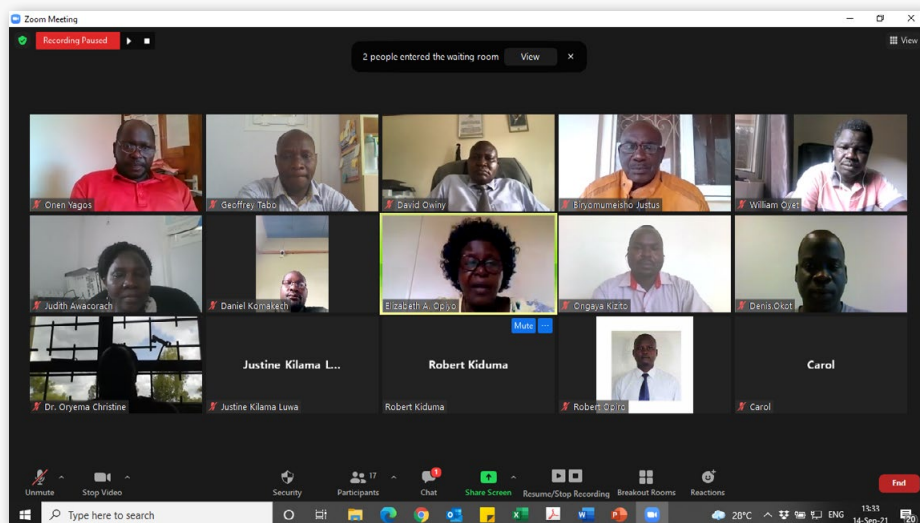 Zoom Meeting
Recording Paused
2 people entered the waiting room View
View
Onen Yagos
Geoffrey Tabo
David Owiny
Biryomumeisho Justus
William Oyet
Judith Awacorach
Daniel Komakech
Elizabeth A. Opiyo
Ongaya Kizito
Denis.Okot
Mute
Justine Kilama L...
Robert Kiduma
Carol
Dr. Oryema Christine
Justine Kilama Luwa
Robert Kiduma
Robert Opiro
Carol
17
1
Unmute
Stop Video
Security
Participants
Chat
Share Screen
Resume/Stop Recording
Breakout Rooms
Reactions
End
Type here to search
28°C
ENG
13:33
14-Sep-21
20